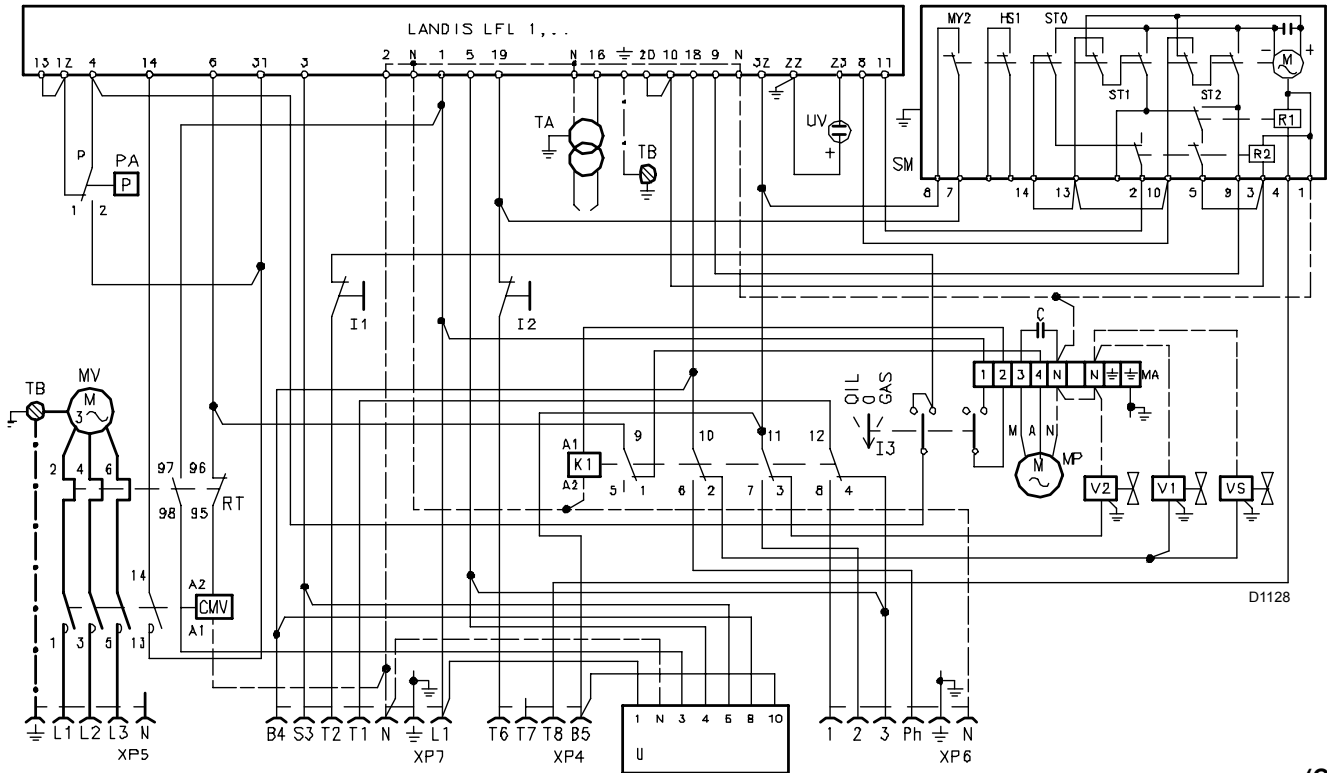 LANDIS LFL 1,..
13 12 4 14 6 31 3 2 N 1 5 19 N 16 20 10 18 9 N 32 22 23 8 11
MY2 HS1 ST0
- +
M
ST1 ST2
R1
R2
SM
8 7 14 13 2 10 5 9 3 4 1
TA
TB
UV
+
P
PA
P
1 2
I1
I2
C
1 2 3 4 N N MA
OIL
0
GAS
I3
M A N
M
MP
V2 V1 VS
TB
MV
M
3
2 4 6
97 96
RT
98 95
A1
K1
A2
9 10 11 12
5 1 6 2 7 3 8 4
14
A2
CMV
A1
1 3 5 13
D1128
L1 L2 L3 N
XP5
B4 S3 T2 T1 N L1
XP7
T6 T7 T8 B5
XP4
1 N 3 4 6 8 10
U
1 2 3 Ph N
XP6